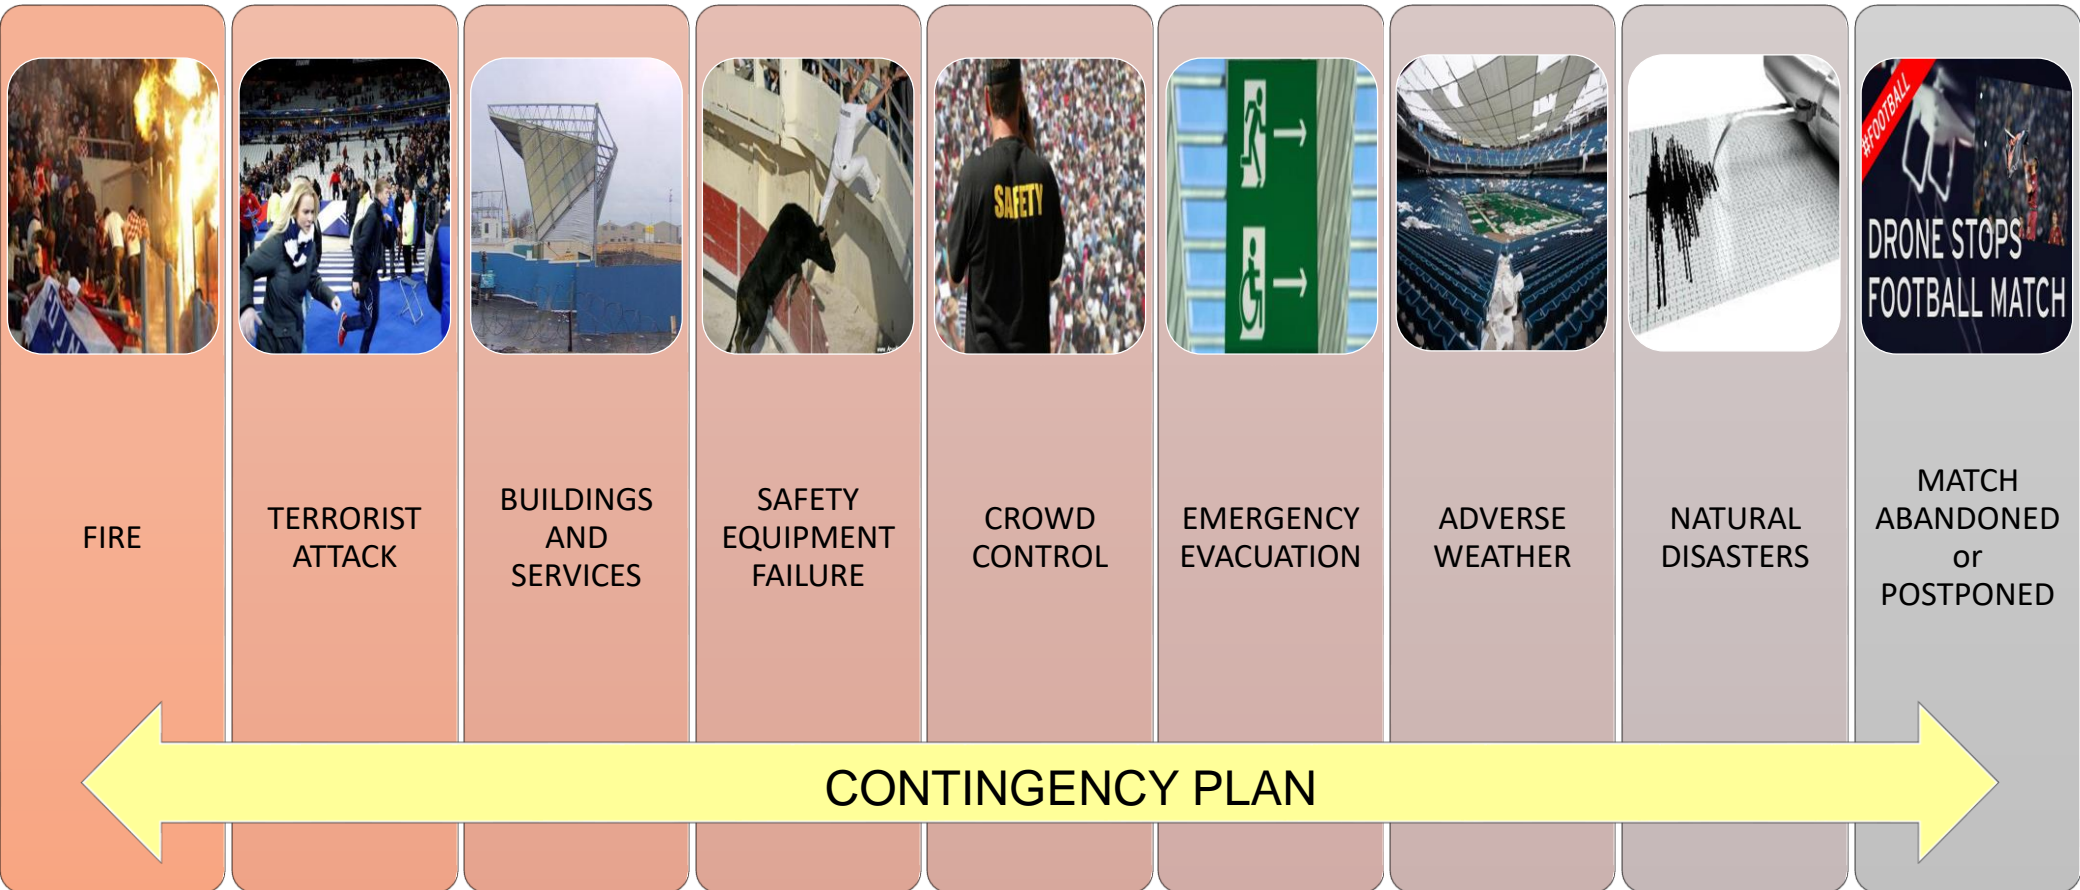 #FOOTBALL
SAFETY
DRONE STOPS
FOOTBALL MATCH
FIRE
TERRORIST
ATTACK
BUILDINGS
AND
SERVICES
SAFETY
EQUIPMENT
FAILURE
CROWD
CONTROL
EMERGENCY
EVACUATION
ADVERSE
WEATHER
NATURAL
DISASTERS
MATCH
ABANDONED
or
POSTPONED
CONTINGENCY PLAN